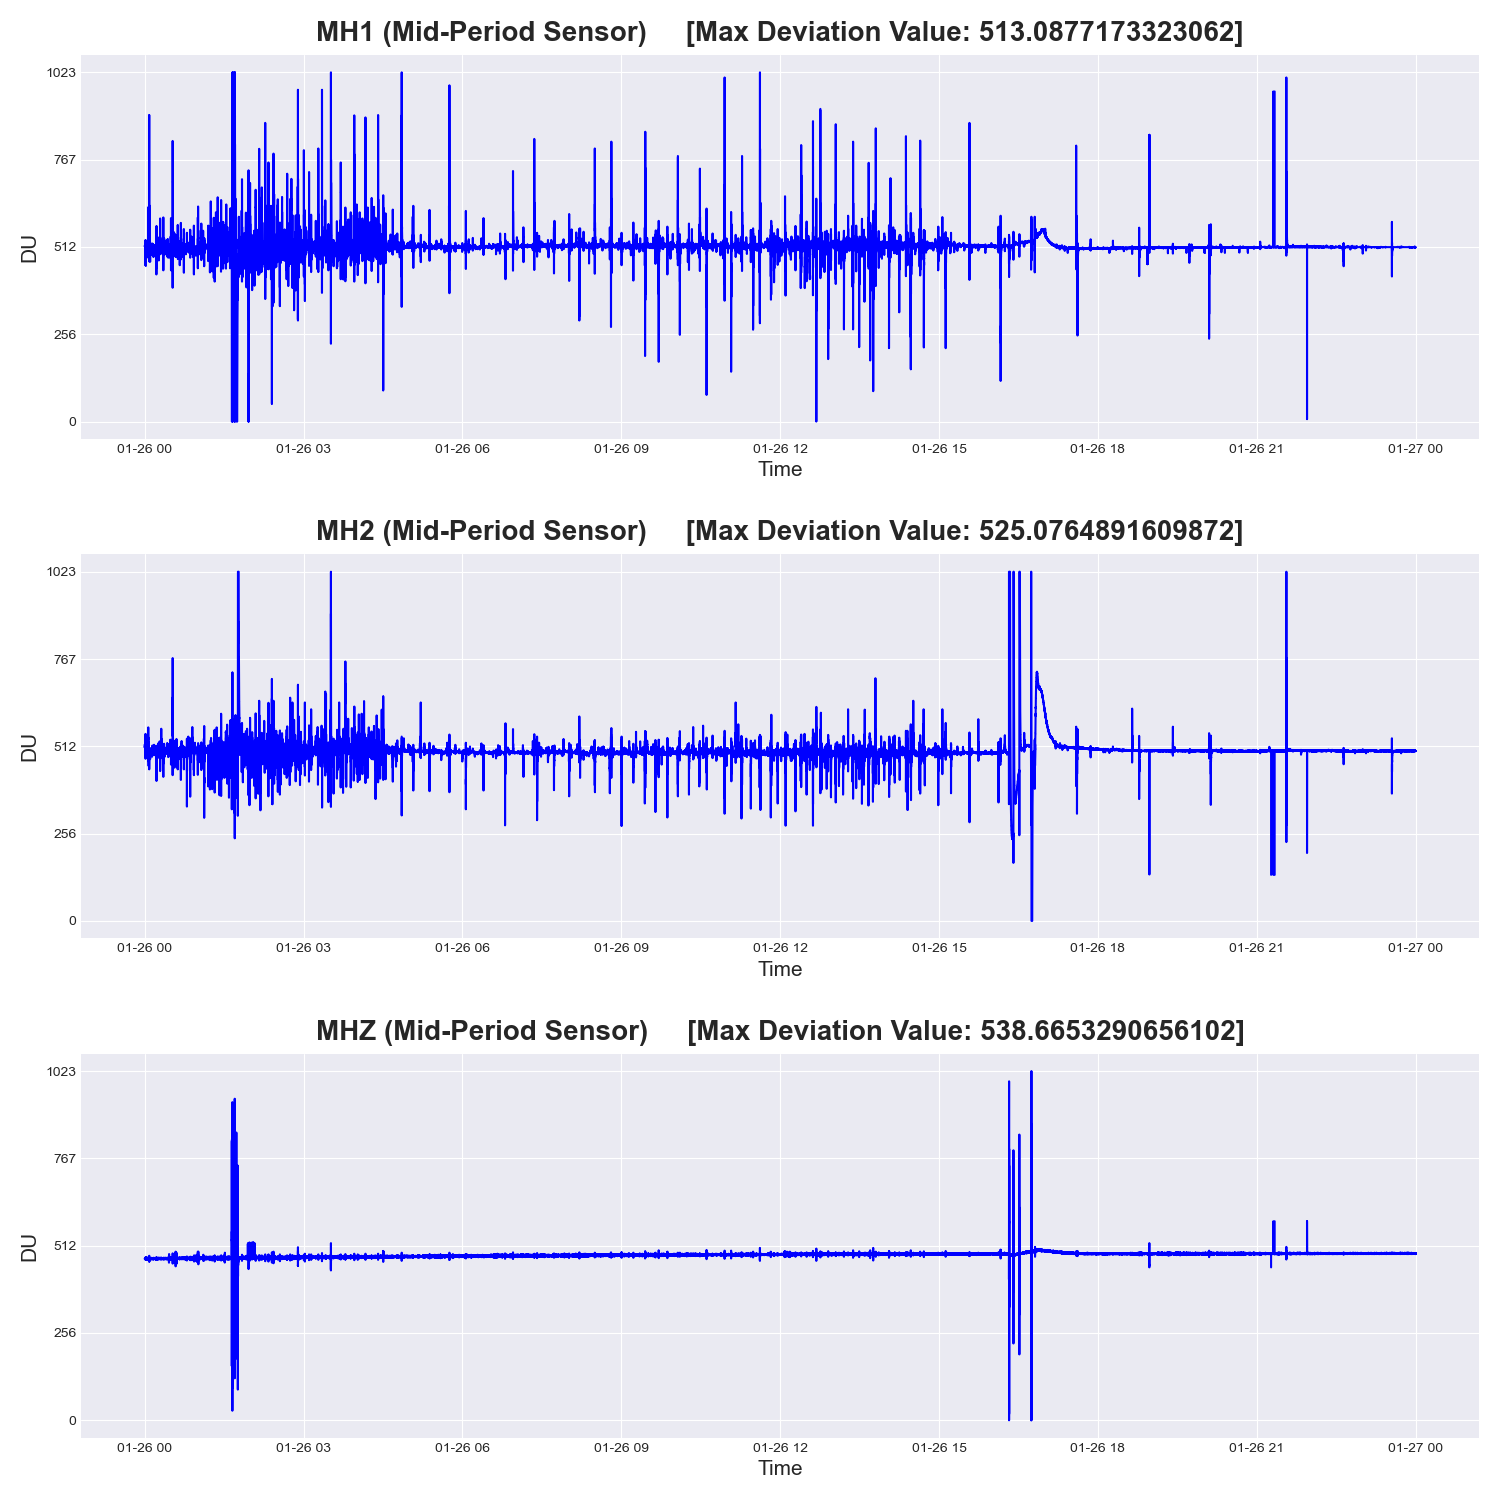 MH1 (Mid-Period Sensor) [Max Deviation Value: 513.0877173323062]
1023
767
512
256
0
DU
01-26 00 01-26 03 01-26 06 01-26 09 01-26 12 01-26 15 01-26 18 01-26 21 01-27 00
Time
MH2 (Mid-Period Sensor) [Max Deviation Value: 525.0764891609872]
1023
767
512
256
0
DU
01-26 00 01-26 03 01-26 06 01-26 09 01-26 12 01-26 15 01-26 18 01-26 21 01-27 00
Time
MHZ (Mid-Period Sensor) [Max Deviation Value: 538.6653290656102]
1023
767
512
256
0
DU
01-26 00 01-26 03 01-26 06 01-26 09 01-26 12 01-26 15 01-26 18 01-26 21 01-27 00
Time